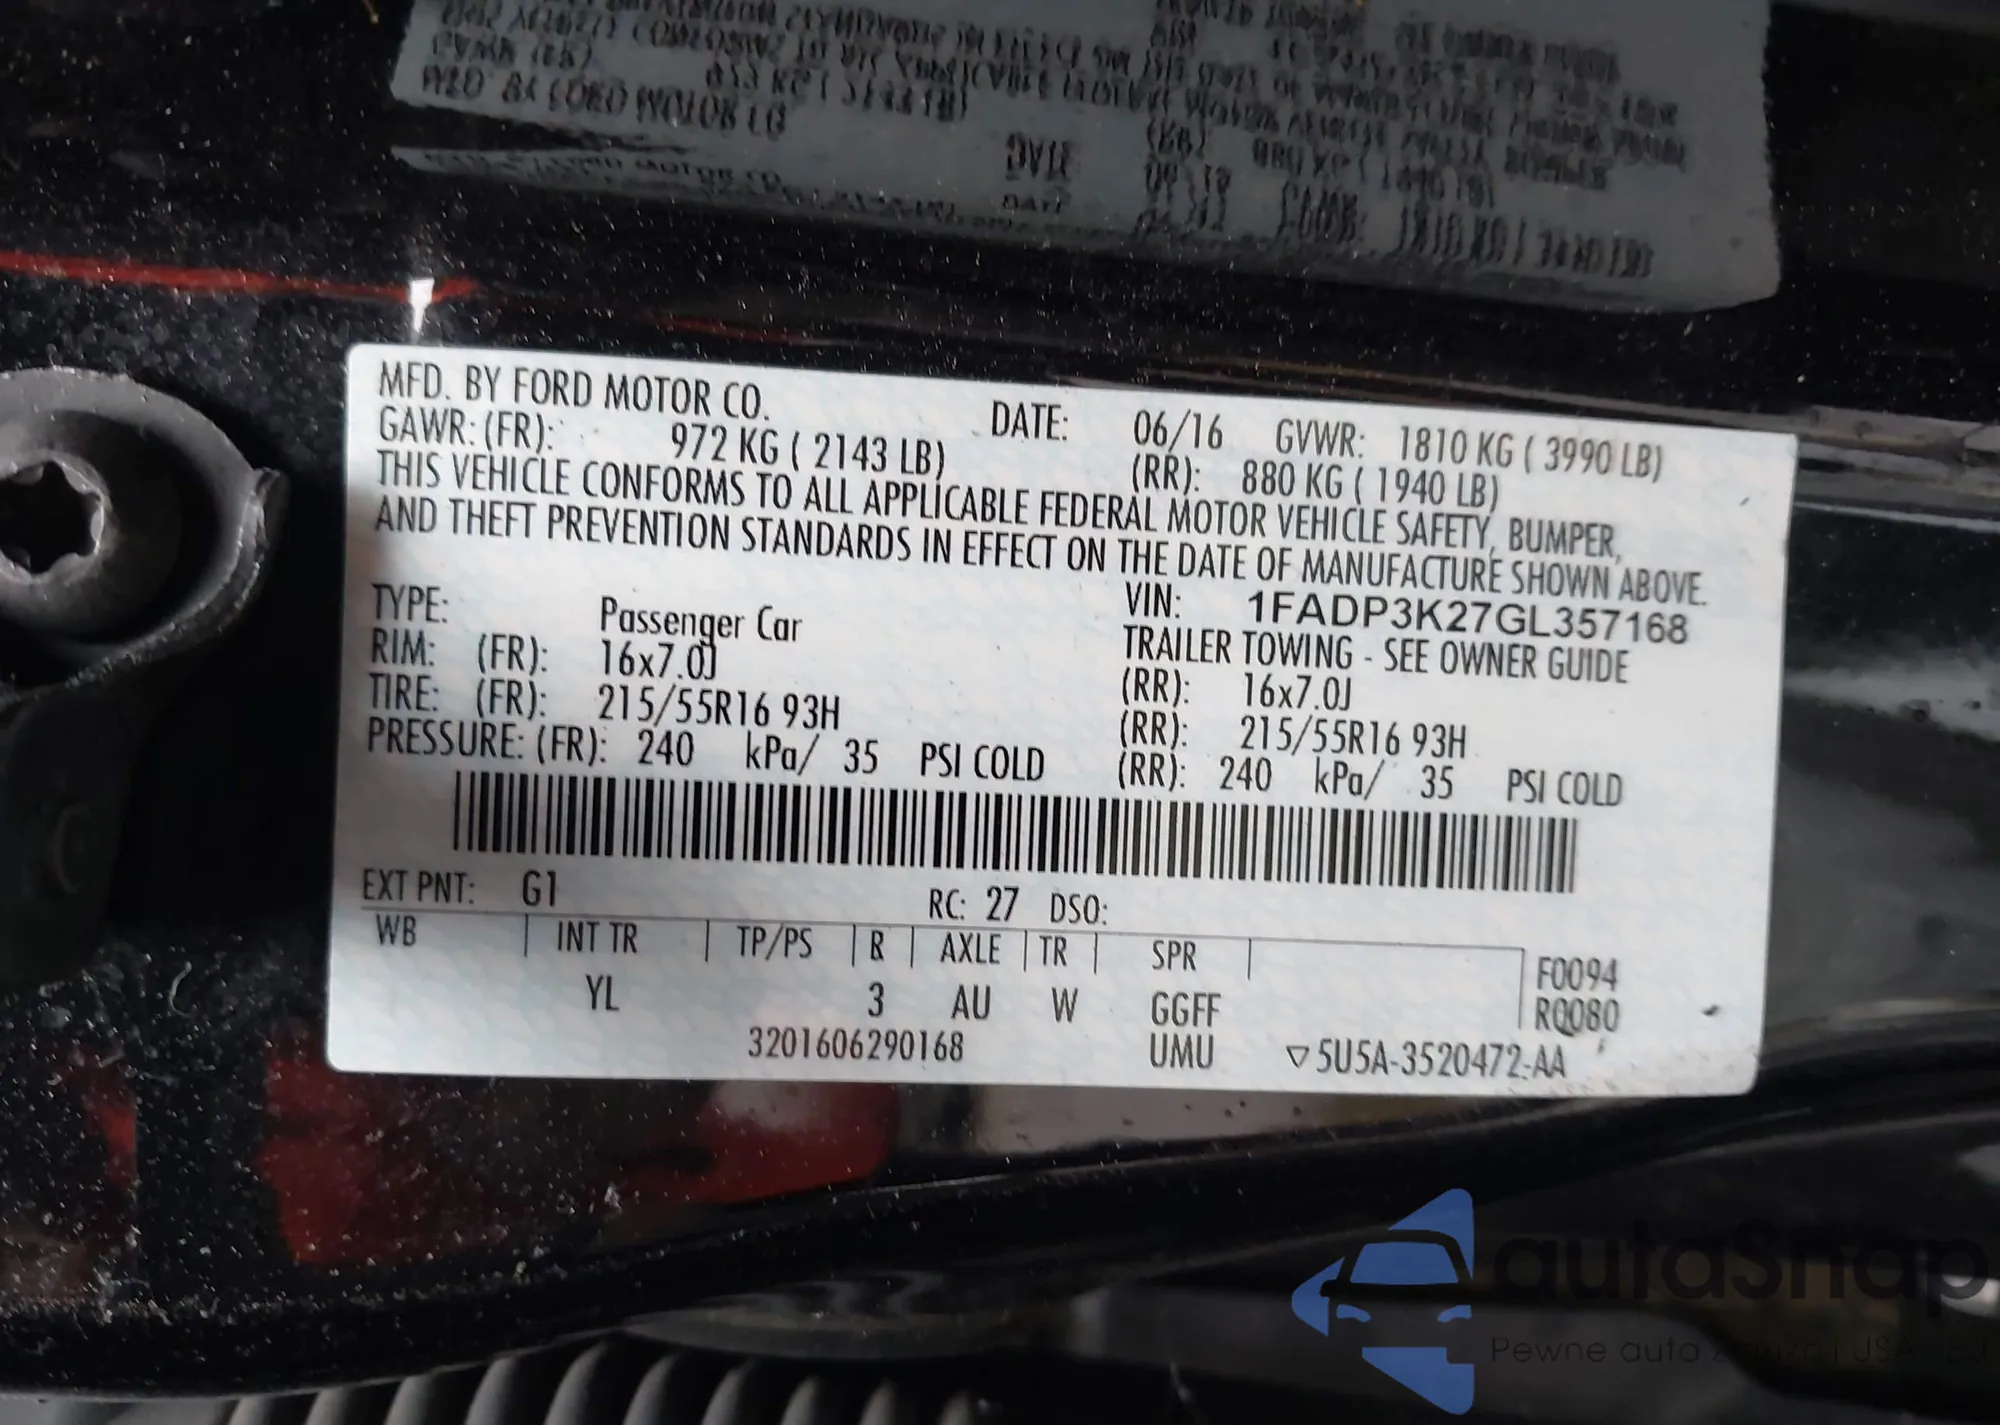 MFD. BY FORD MOTOR CO. DATE: 06/16 GVWR: 1810 KG ( 3990 LB)
GAWR: (FR): 972 KG ( 2143 LB) (RR): 880 KG ( 1940 LB)
THIS VEHICLE CONFORMS TO ALL APPLICABLE FEDERAL MOTOR VEHICLE SAFETY, BUMPER,
AND THEFT PREVENTION STANDARDS IN EFFECT ON THE DATE OF MANUFACTURE SHOWN ABOVE.
TYPE: Passenger Car VIN: 1FADP3K27GL357168
TRAILER TOWING - SEE OWNER GUIDE
RIM: (FR): 16x7.0J (RR): 16x7.0J
TIRE: (FR): 215/55R16 93H (RR): 215/55R16 93H
PRESSURE: (FR): 240 kPa/ 35 PSI COLD (RR): 240 kPa/ 35 PSI COLD
EXT PNT: G1 RC: 27 DSO:
WB INT TR TP/PS R AXLE TR SPR F0094
YL 3 AU W GGFF R0080
3201606290168 UMU ▽5U5A-3520472-AA
autaSnap
Pewne auta z USA